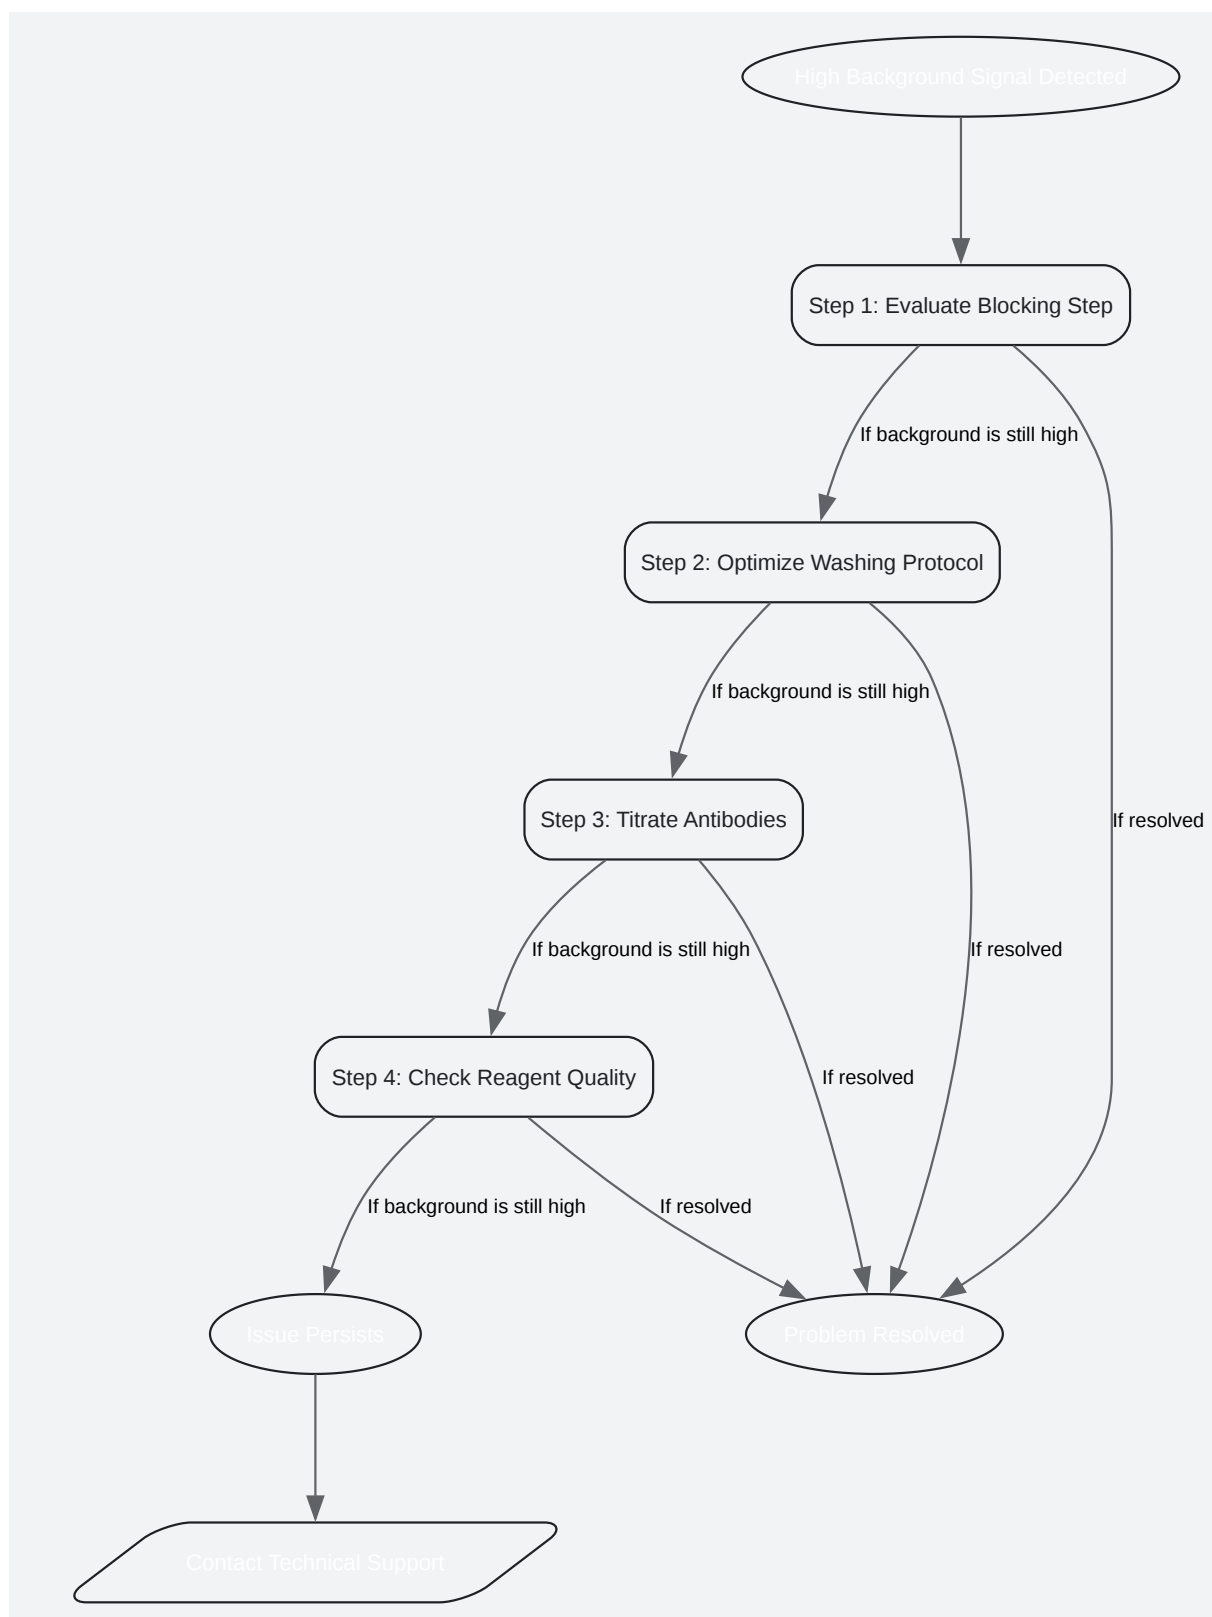 High Background Signal Detected
Step 1: Evaluate Blocking Step
If background is still high
Step 2: Optimize Washing Protocol
If background is still high
Step 3: Titrate Antibodies
If resolved
If background is still high
If resolved
Step 4: Check Reagent Quality
If resolved
If background is still high
If resolved
Issue Persists
Problem Resolved
Contact Technical Support